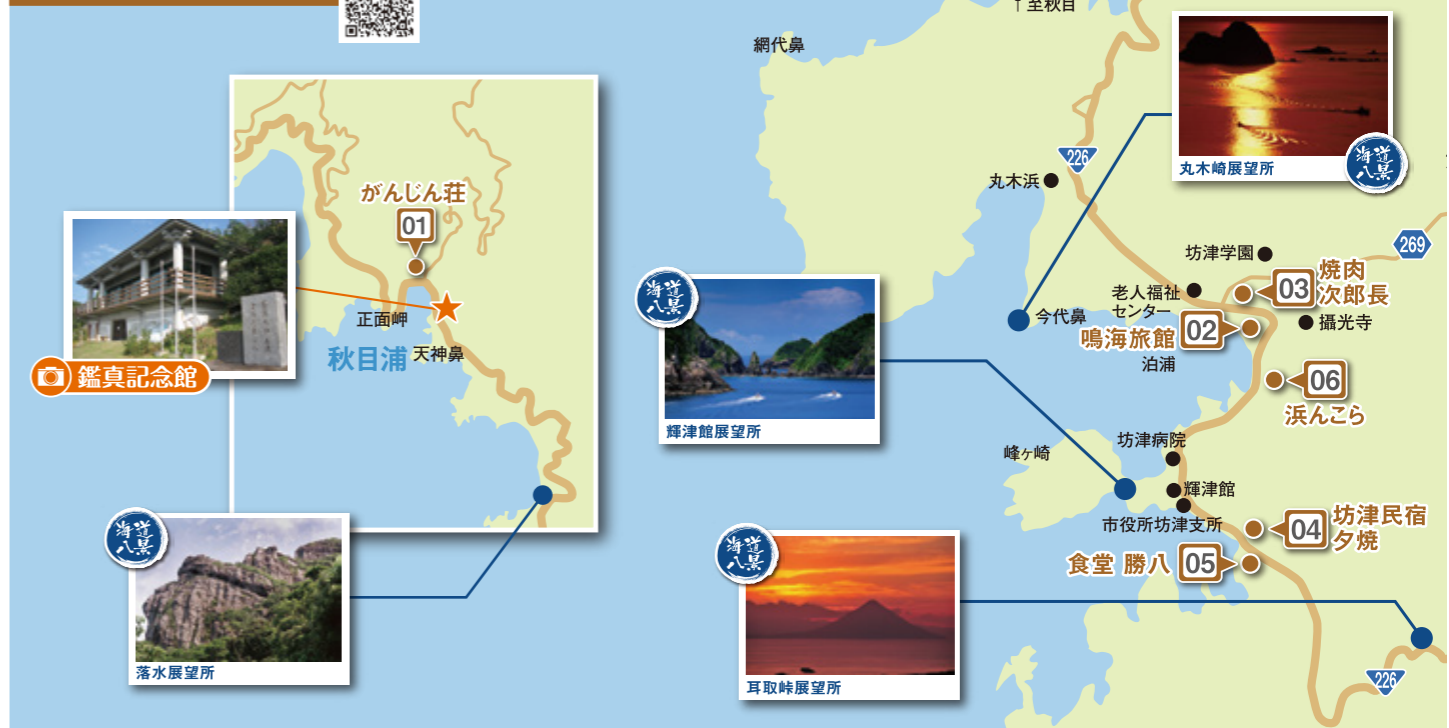 ↑至秋目
網代鼻
海道
八景
丸木崎展望所
226
丸木浜
269
坊津学園
がんじん荘
01
焼肉
次郎長
03
老人福祉
センター
今代鼻
攝光寺
鳴海旅館
02
泊浦
正面岬
秋目浦
天神鼻
鑑真記念館
海道
八景
輝津館展望所
06
浜んこら
坊津病院
峰ヶ崎
輝津館
市役所坊津支所
04
坊津民宿
夕焼
食堂 勝八
05
海道
八景
落水展望所
海道
八景
耳取峠展望所
226